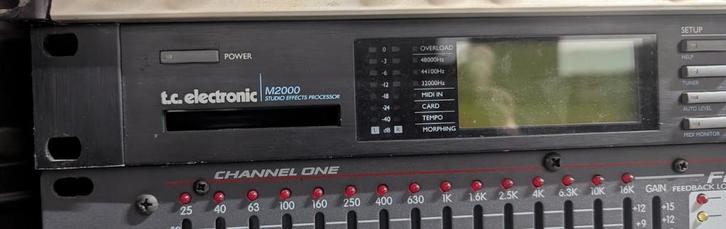 SETUP
POWER
0 OVERLOAD
-3 48000Hz
-6 44100Hz
-12 32000Hz
-18 MIDI IN
-24 CARD
-40 TEMPO
L dB R MORPHING
HELP
TUNER
AUTO LEVEL
MIDI MONITOR
t.c. electronic M2000
STUDIO EFFECTS PROCESSOR
CHANNEL ONE
25 40 63 100 160 250 400 630 1K 1.6K 2.5K 4K 6.3K 10K 16K GAIN
FEEDBACK LO
+12 +15
+9 +12